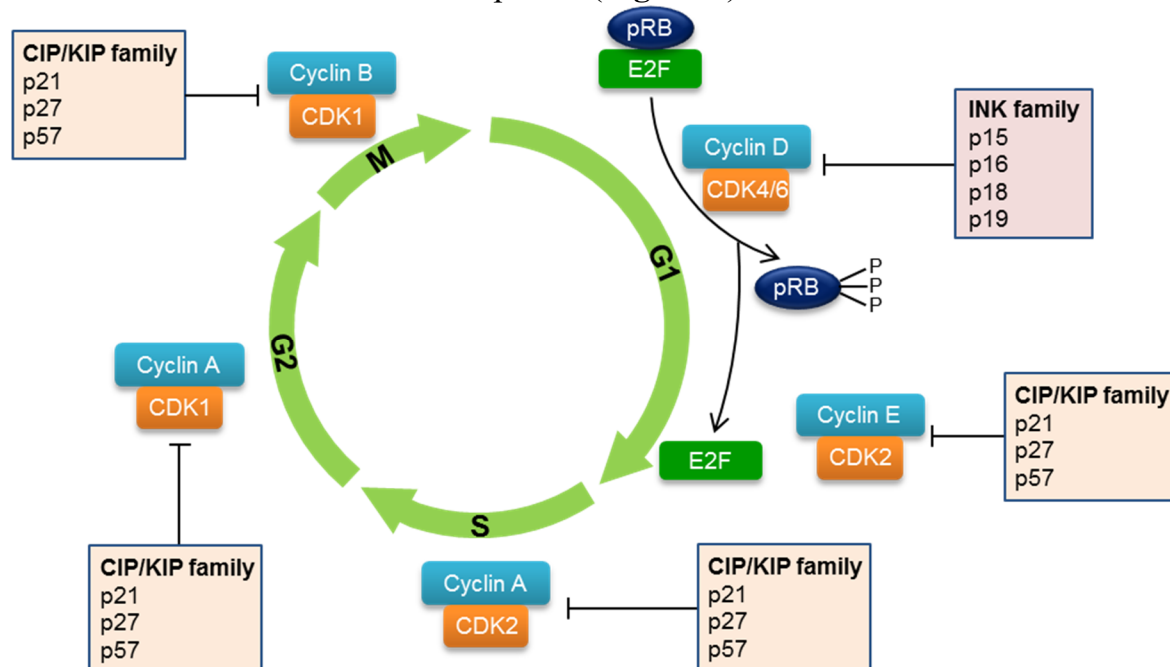 pRB
E2F
CIP/KIP family
p21
p27
p57
Cyclin B
CDK1
M
Cyclin D
CDK4/6
INK family
p15
p16
p18
p19
G1
pRB
P
P
P
G2
Cyclin A
CDK1
Cyclin E
CDK2
CIP/KIP family
p21
p27
p57
E2F
S
CIP/KIP family
p21
p27
p57
Cyclin A
CDK2
CIP/KIP family
p21
p27
p57